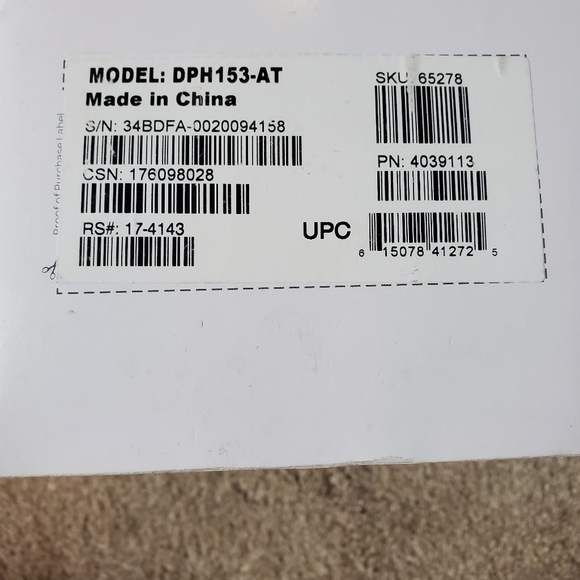 MODEL: DPH153-AT
Made in China
S/N: 34BDFA-0020094158
CSN: 176098028
RS#: 17-4143
SKU: 65278
PN: 4039113
UPC
6 15078 41272 5
Proof of Purchase Label